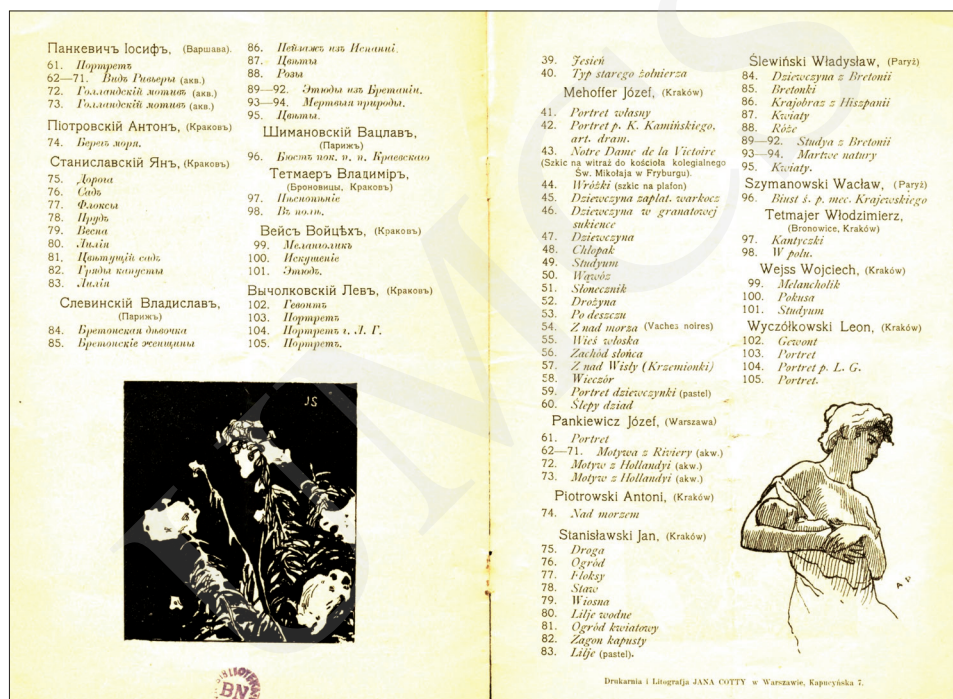 Панкевичъ Іосифъ, (Варшава).
61. Портретъ
62—71. Виды Ривьеры (акв.)
72. Голландскій мотивъ (акв.)
73. Голландскій мотивъ (акв.)
Піотровскій Антонъ, (Краковъ)
74. Берегъ моря.
Станиславскій Янъ, (Краковъ)
75. Дорога
76. Садъ
77. Флоксы
78. Прудъ
79. Весна
80. Лиліи
81. Цвѣтущій садъ
82. Гряды капусты
83. Лиліи
Слевинскій Владиславъ,
(Парижъ)
84. Бретонская дѣвочка
85. Бретонскіе женщины
86. Пейзажъ изъ Испаніи.
87. Цвѣты
88. Розы
89—92. Этюды изъ Бретани.
93—94. Мертвыя природы.
95. Цвѣты.
Шимановскій Вацлавъ,
(Парижъ)
96. Бюстъ пок. п. п. Краевскаго
Тетмаеръ Владиміръ,
(Броновицы, Краковъ)
97. Пѣснопѣніе
98. Въ полѣ.
Вейсъ Войцѣхъ, (Краковъ)
99. Меланхоликъ
100. Искушеніе
101. Этюдъ.
Вычолковскій Левъ, (Краковъ)
102. Гевонтъ
103. Портретъ
104. Портретъ г. Л. Г.
105. Портретъ.
JS
BN
39. Jesień
40. Typ starego żołnierza
Mehoffer Józef, (Kraków)
41. Portret własny
42. Portret p. K. Kamińskiego.
art. dram.
43. Notre Dame de la Victoire
(Szkic na witraż do kościoła kolegialnego
Św. Mikołaja w Fryburgu).
44. Wróżki (szkic na plafon)
45. Dziewczyna zaplat. warkocz
46. Dziewczyna w granatowej
sukience
47. Dziewczyna
48. Chłopak
49. Studyum
50. Wąwóz
51. Słonecznik
52. Drożyna
53. Po deszczu
54. Z nad morza (Vaches noires)
55. Wieś włoska
56. Zachód słońca
57. Z nad Wisły (Krzemionki)
58. Wieczór
59. Portret dziewczynki (pastel)
60. Ślepy dziad
Pankiewicz Józef, (Warszawa)
61. Portret
62—71. Motywa z Riviery (akw.)
72. Motyw z Hollandyi (akw.)
73. Motyw z Hollandyi (akw.)
Piotrowski Antoni, (Kraków)
74. Nad morzem
Stanisławski Jan, (Kraków)
75. Droga
76. Ogród
77. Floksy
78. Staw
79. Wiosna
80. Lilje wodne
81. Ogród kwiatowy
82. Zagon kapusty
83. Lilje (pastel).
Ślewiński Władysław, (Paryż)
84. Dziewczyna z Bretonii
85. Bretonki
86. Krajobraz z Hiszpanii
87. Kwiaty
88. Róże
89—92. Studya z Bretonii
93—94. Martwe natury
95. Kwiaty.
Szymanowski Wacław, (Paryż)
96. Biust ś. p. mec. Krajewskiego
Tetmajer Włodzimierz,
(Bronowice, Kraków)
97. Kantyczki
98. W polu.
Wejss Wojciech, (Kraków)
99. Melancholik
100. Pokusa
101. Studyum
Wyczółkowski Leon, (Kraków)
102. Gewont
103. Portret
104. Portret p. L. G.
105. Portret.
Drukarnia i Litografja JANA COTTY w Warszawie, Kapucyńska 7.
UMCS